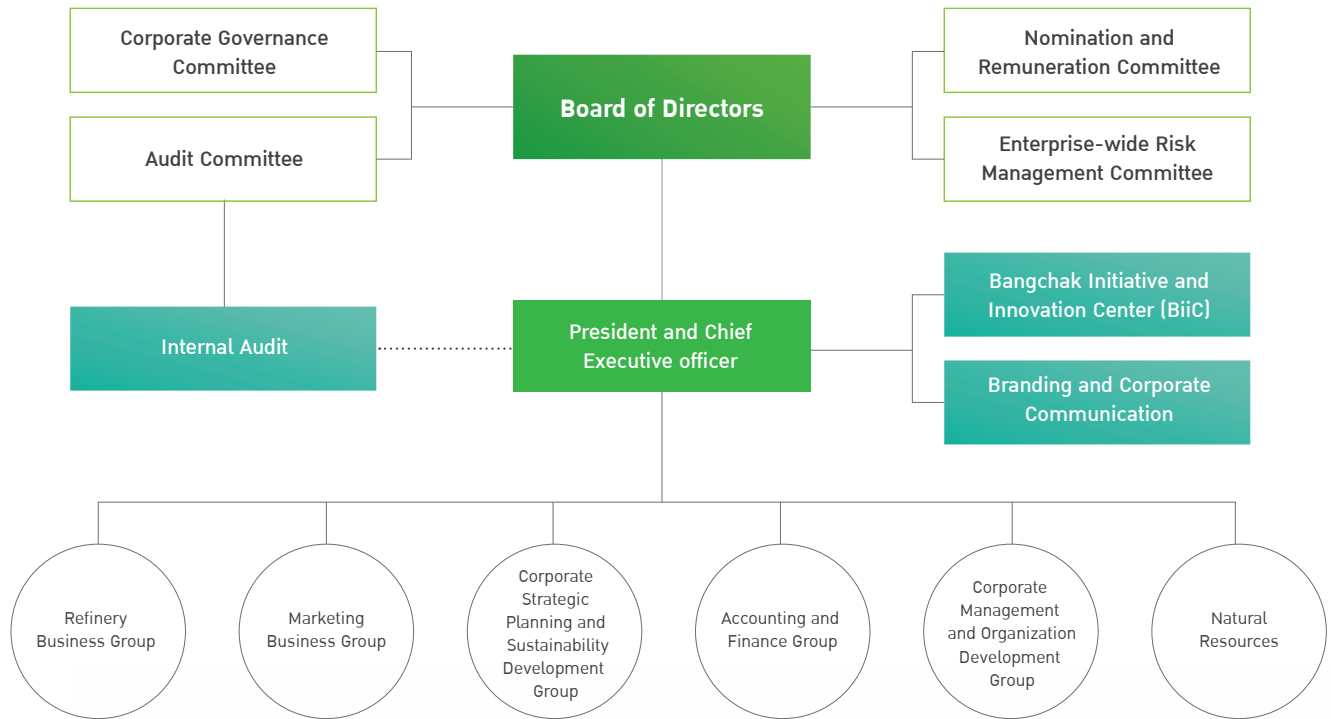 Corporate Governance
Committee
Board of Directors
Nomination and
Remuneration Committee
Audit Committee
Enterprise-wide Risk
Management Committee
Internal Audit
President and Chief
Executive officer
Bangchak Initiative and
Innovation Center (BiiC)
Branding and Corporate
Communication
Refinery
Business Group
Marketing
Business Group
Corporate
Strategic
Planning and
Sustainability
Development
Group
Accounting and
Finance Group
Corporate
Management
and Organization
Development
Group
Natural
Resources